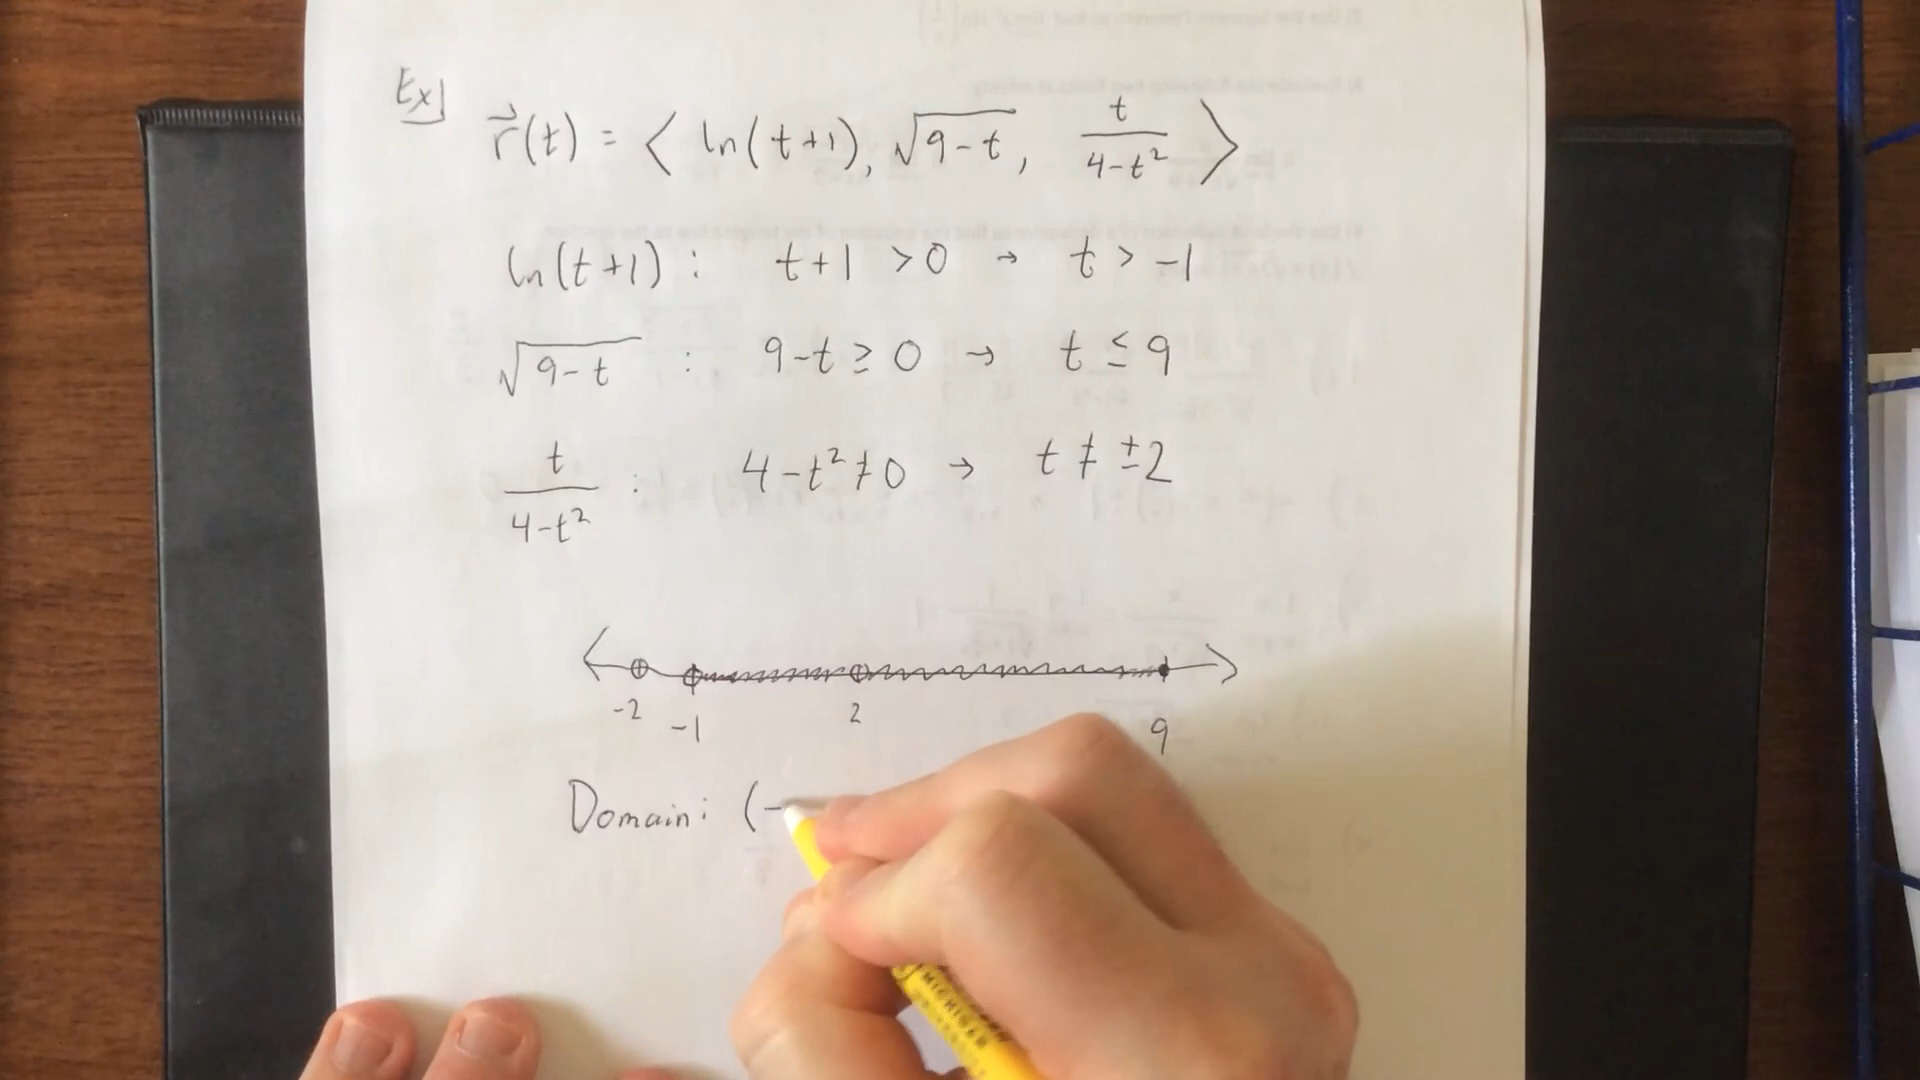 Ex1
r⃗(t) = ⟨ ln(t+1), √(9-t), t/(4-t²) ⟩
ln(t+1) : t+1 >0 → t > -1
√(9-t) : 9-t ≥ 0 → t ≤ 9
t/(4-t²) : 4-t² ≠ 0 → t ≠ ±2
-2 -1 2 9
Domain: (-